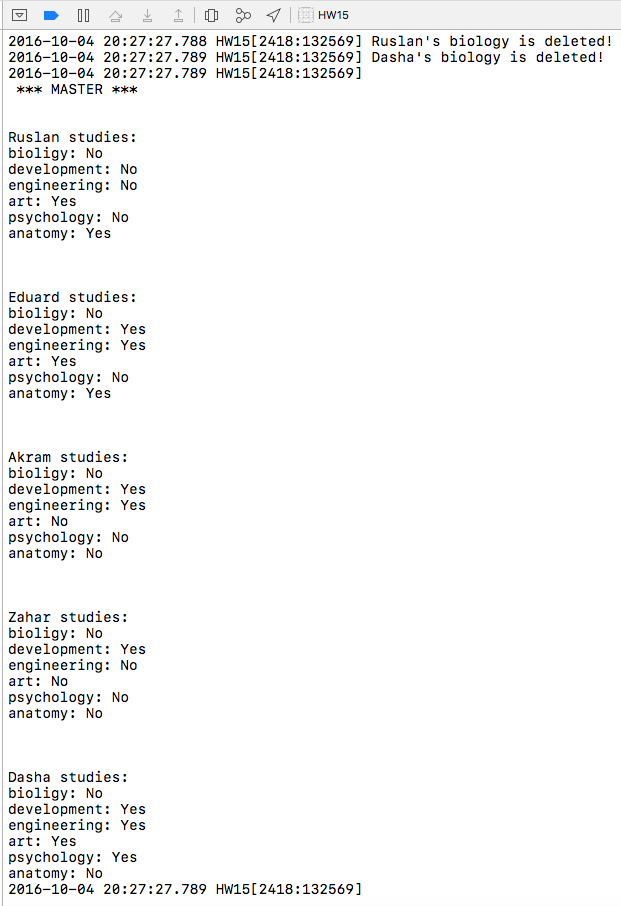 HW15
2016-10-04 20:27:27.788 HW15[2418:132569] Ruslan's biology is deleted!
2016-10-04 20:27:27.789 HW15[2418:132569] Dasha's biology is deleted!
2016-10-04 20:27:27.789 HW15[2418:132569]
*** MASTER ***
Ruslan studies:
bioligy: No
development: No
engineering: No
art: Yes
psychology: No
anatomy: Yes
Eduard studies:
bioligy: No
development: Yes
engineering: Yes
art: Yes
psychology: No
anatomy: Yes
Akram studies:
bioligy: No
development: Yes
engineering: Yes
art: No
psychology: No
anatomy: No
Zahar studies:
bioligy: No
development: Yes
engineering: No
art: No
psychology: No
anatomy: No
Dasha studies:
bioligy: No
development: Yes
engineering: Yes
art: Yes
psychology: Yes
anatomy: No
2016-10-04 20:27:27.789 HW15[2418:132569]